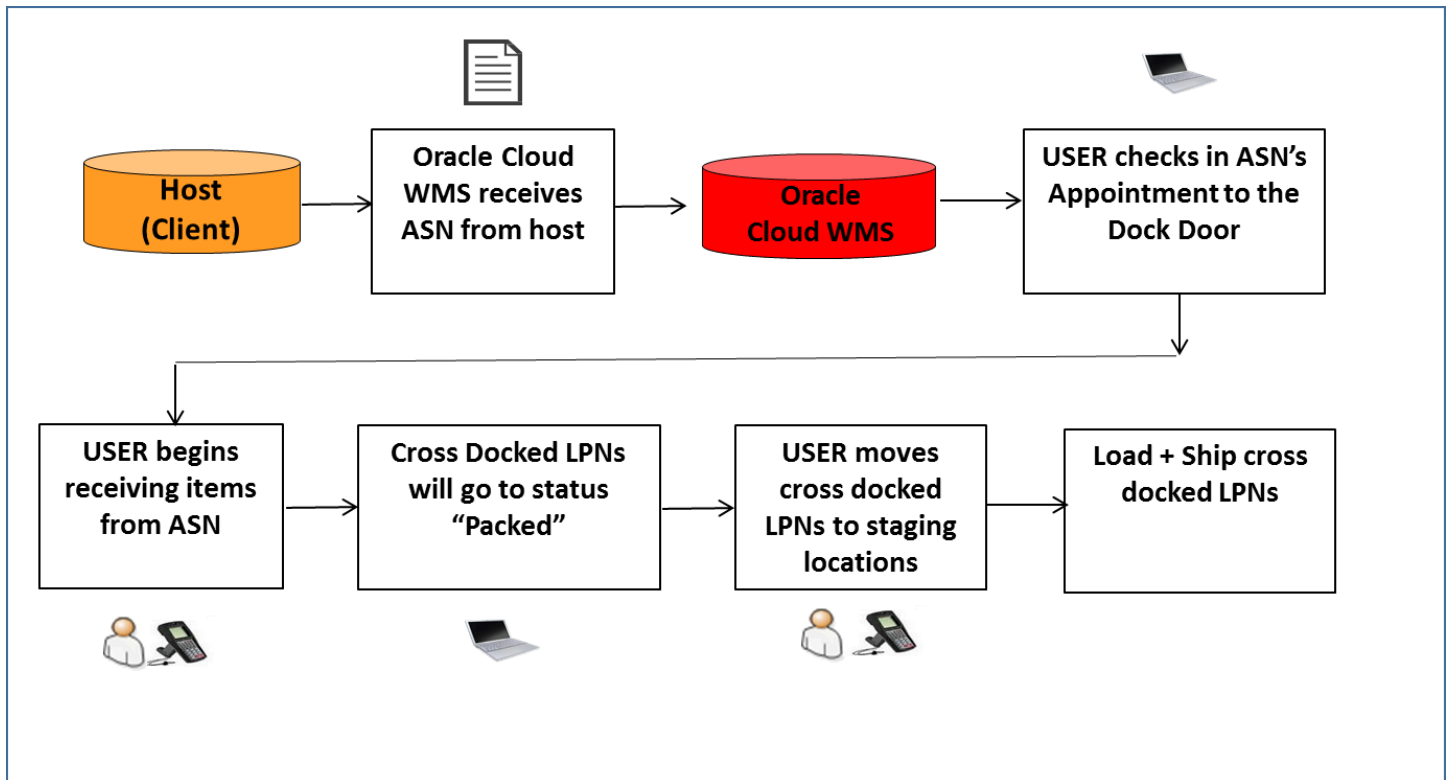 Host
(Client)
Oracle Cloud
WMS receives
ASN from host
Oracle
Cloud WMS
USER checks in ASN’s
Appointment to the
Dock Door
USER begins
receiving items
from ASN
Cross Docked LPNs
will go to status
“Packed”
USER moves
cross docked
LPNs to staging
locations
Load + Ship cross
docked LPNs